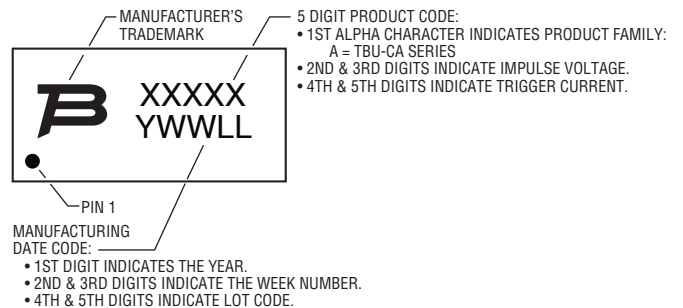 MANUFACTURER'S
TRADEMARK
5 DIGIT PRODUCT CODE:
• 1ST ALPHA CHARACTER INDICATES PRODUCT FAMILY:
A = TBU-CA SERIES
• 2ND & 3RD DIGITS INDICATE IMPULSE VOLTAGE.
• 4TH & 5TH DIGITS INDICATE TRIGGER CURRENT.
XXXXX
YWWLL
PIN 1
MANUFACTURING
DATE CODE:
• 1ST DIGIT INDICATES THE YEAR.
• 2ND & 3RD DIGITS INDICATE THE WEEK NUMBER.
• 4TH & 5TH DIGITS INDICATE LOT CODE.